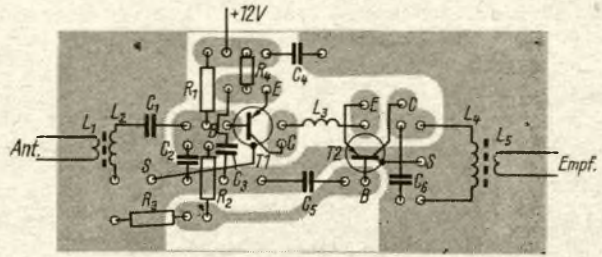 +12V
R₁
R₄
C₄
E
L₁
L₂
C₁
B
L₃
E
C
L₄
L₅
Ant.
C₂
T1
C
T2
S
Empf.
S
R₂
C₃
C₅
B
C₆
R₃